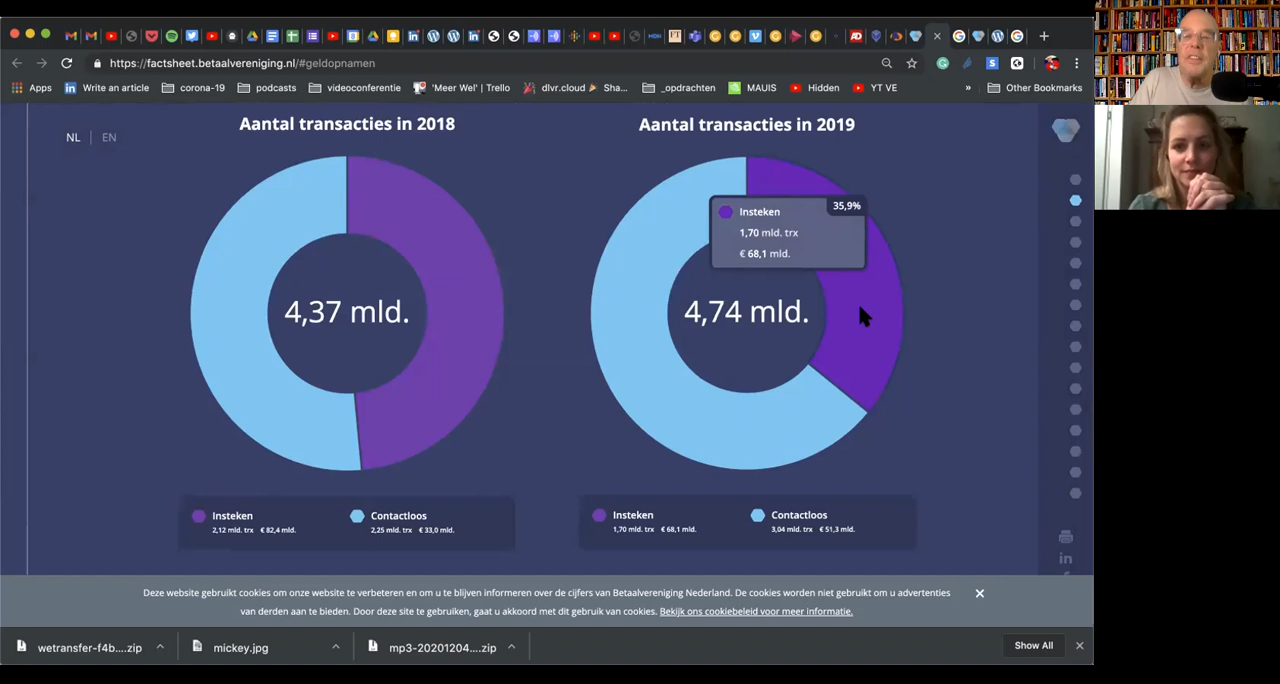 https://factsheet.betaalvereniging.nl/#geldopnamen
Apps
Write an article
corona-19
podcasts
videoconferentie
'Meer Wel' | Trello
dlvr.cloud
Sha...
_opdrachten
MAUIS
Hidden
YT VE
»
Other Bookmarks
NL | EN
Aantal transacties in 2018
4,37 mld.
Insteken
2,12 mld. trx € 82,4 mld.
Contactloos
2,25 mld. trx € 33,0 mld.
Aantal transacties in 2019
35,9%
Insteken
1,70 mld. trx
€ 68,1 mld.
4,74 mld.
Insteken
1,70 mld. trx € 68,1 mld.
Contactloos
3,04 mld. trx € 51,3 mld.
Deze website gebruikt cookies om onze website te verbeteren en om u te blijven informeren over de cijfers van Betaalvereniging Nederland. De cookies worden niet gebruikt om u advertenties
van derden aan te bieden. Door deze site te gebruiken, gaat u akkoord met dit gebruik van cookies. Bekijk ons cookiebeleid voor meer informatie.
wetransfer-f4b....zip
mickey.jpg
mp3-20201204....zip
Show All